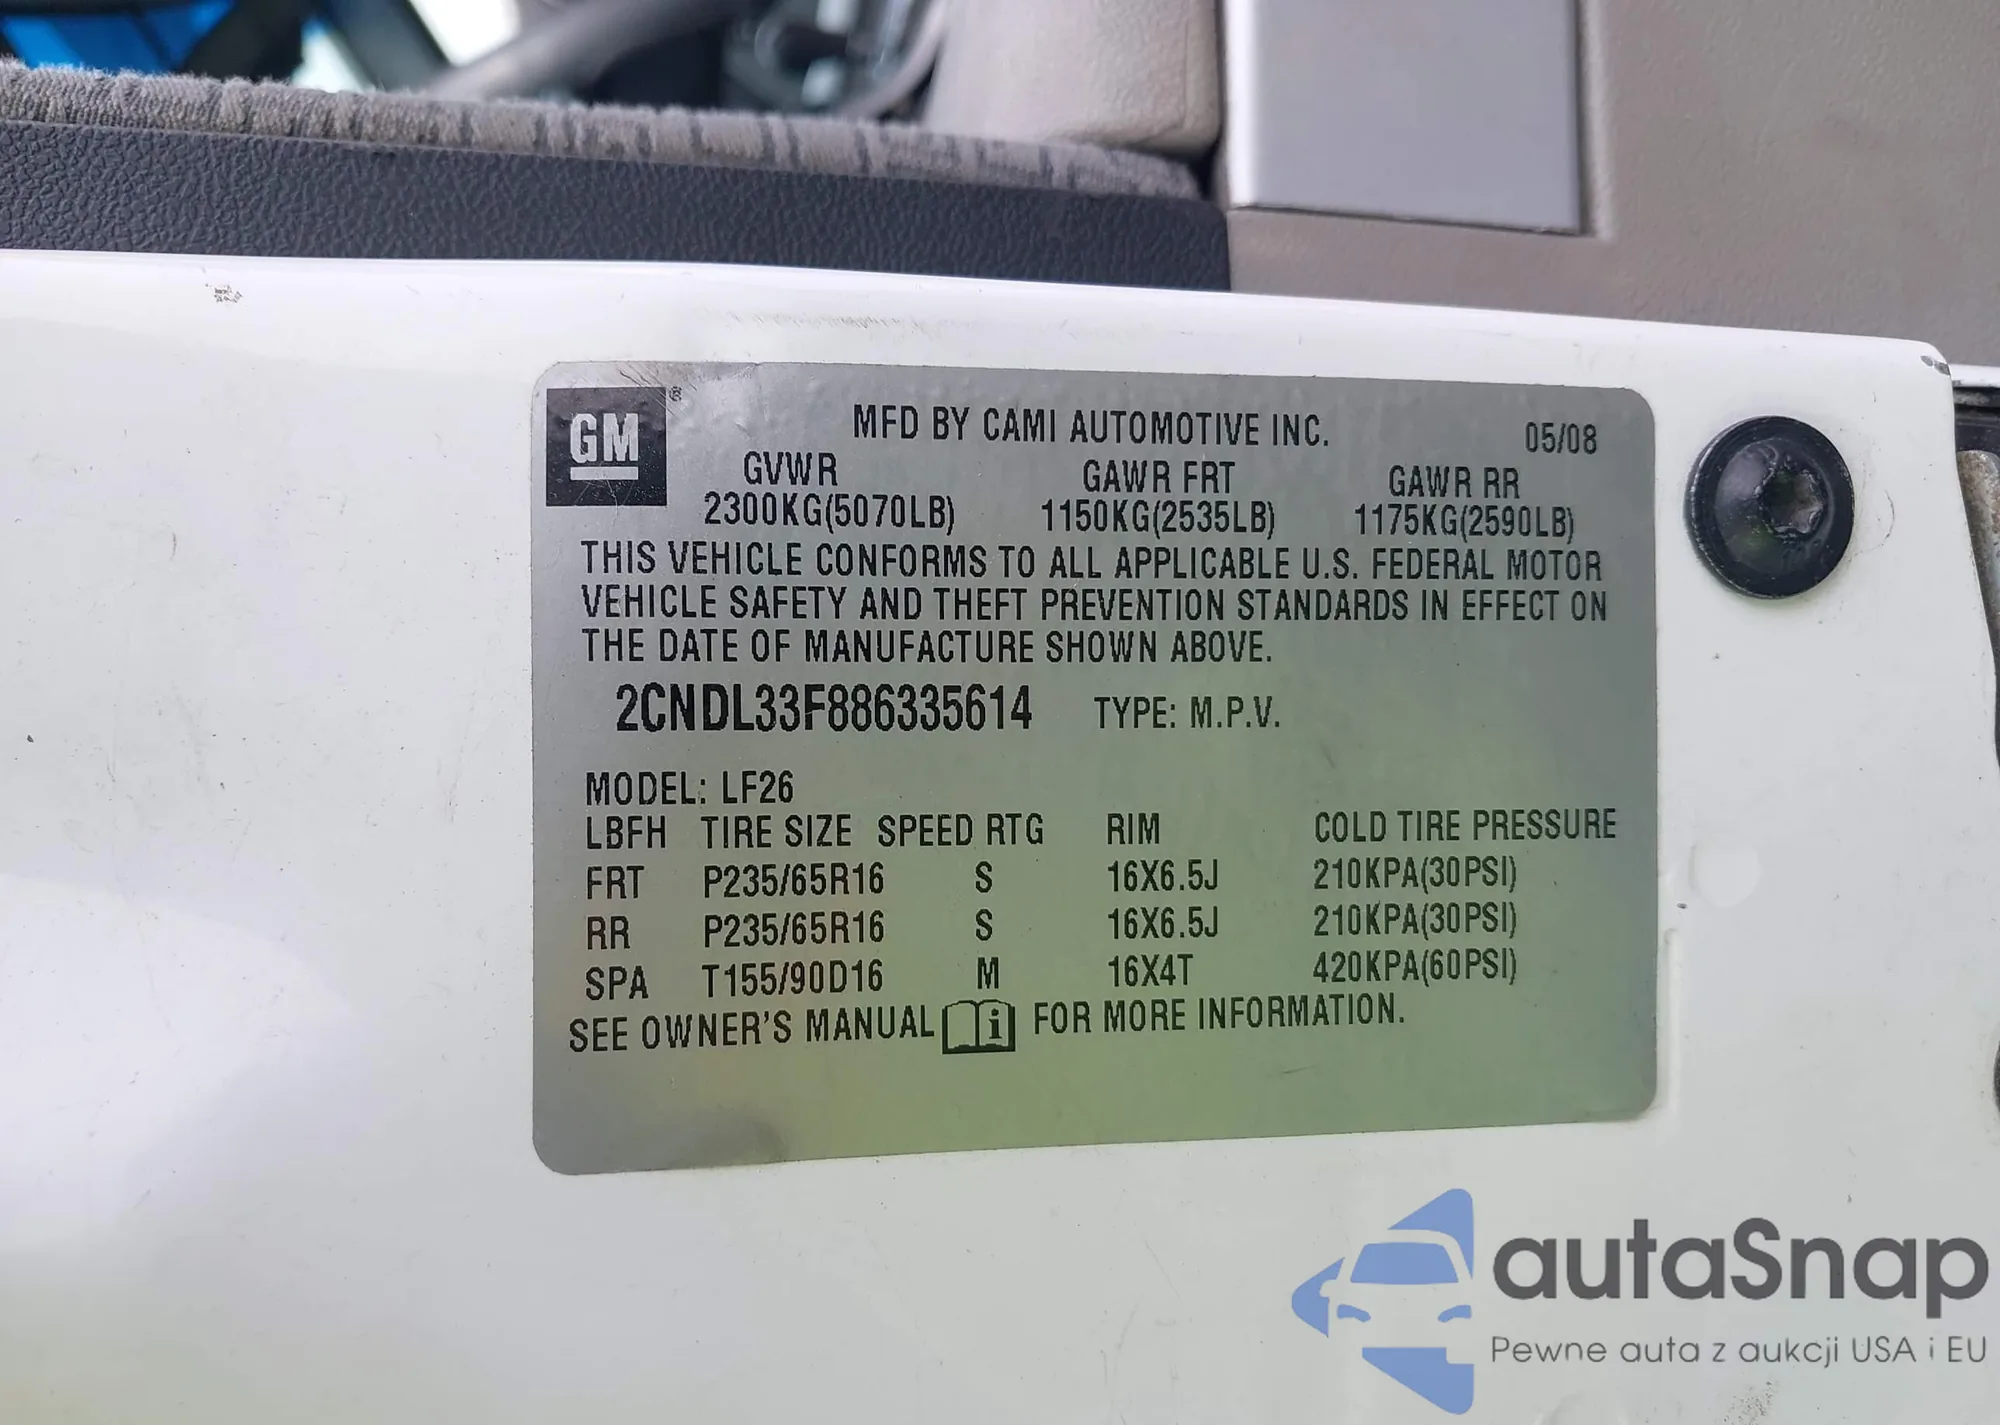 GM ®
MFD BY CAMI AUTOMOTIVE INC. 05/08
GVWR GAWR FRT GAWR RR
2300KG(5070LB) 1150KG(2535LB) 1175KG(2590LB)
THIS VEHICLE CONFORMS TO ALL APPLICABLE U.S. FEDERAL MOTOR
VEHICLE SAFETY AND THEFT PREVENTION STANDARDS IN EFFECT ON
THE DATE OF MANUFACTURE SHOWN ABOVE.
2CNDL33F886335614 TYPE: M.P.V.
MODEL: LF26
LBFH TIRE SIZE SPEED RTG RIM COLD TIRE PRESSURE
FRT P235/65R16 S 16X6.5J 210KPA(30PSI)
RR P235/65R16 S 16X6.5J 210KPA(30PSI)
SPA T155/90D16 M 16X4T 420KPA(60PSI)
SEE OWNER'S MANUAL i FOR MORE INFORMATION.
autaSnap
Pewne auta z aukcji USA i EU